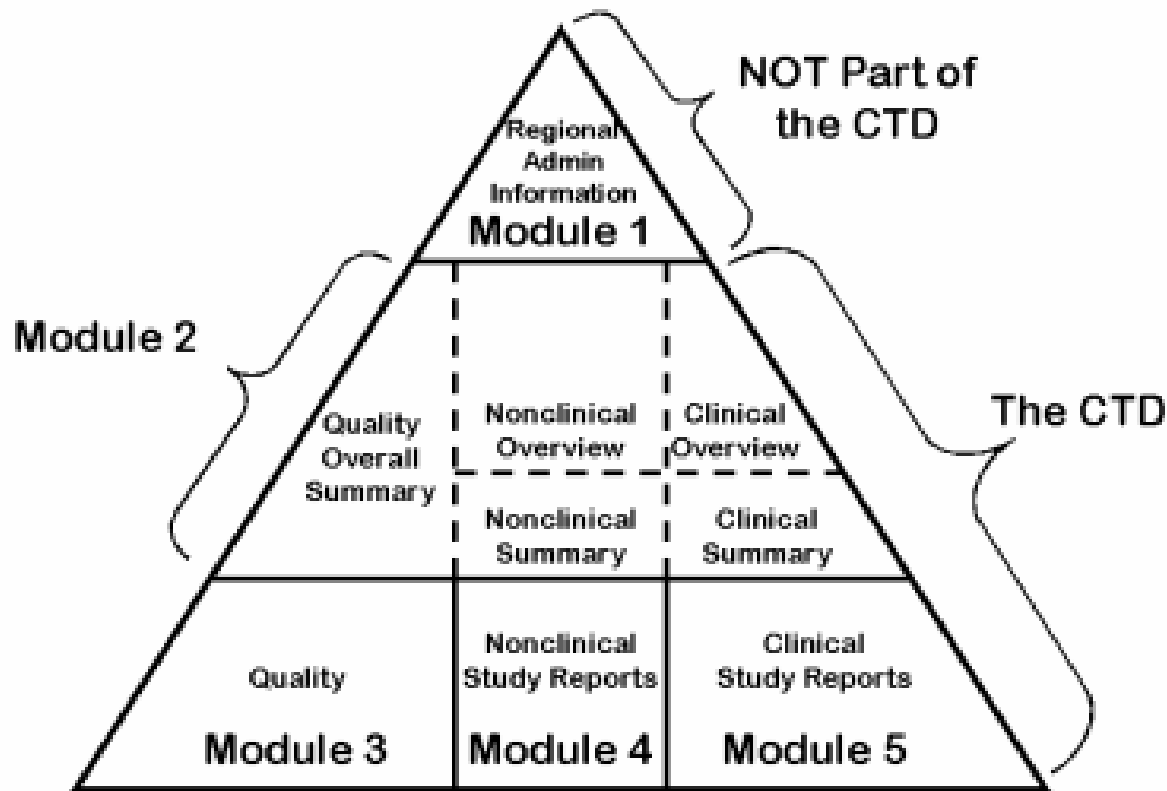 NOT Part of
the CTD
Regional
Admin
Information
Module 1
Module 2
The CTD
Quality
Overall
Summary
Nonclinical
Overview
Clinical
Overview
Nonclinical
Summary
Clinical
Summary
Quality
Nonclinical
Study Reports
Clinical
Study Reports
Module 3
Module 4
Module 5